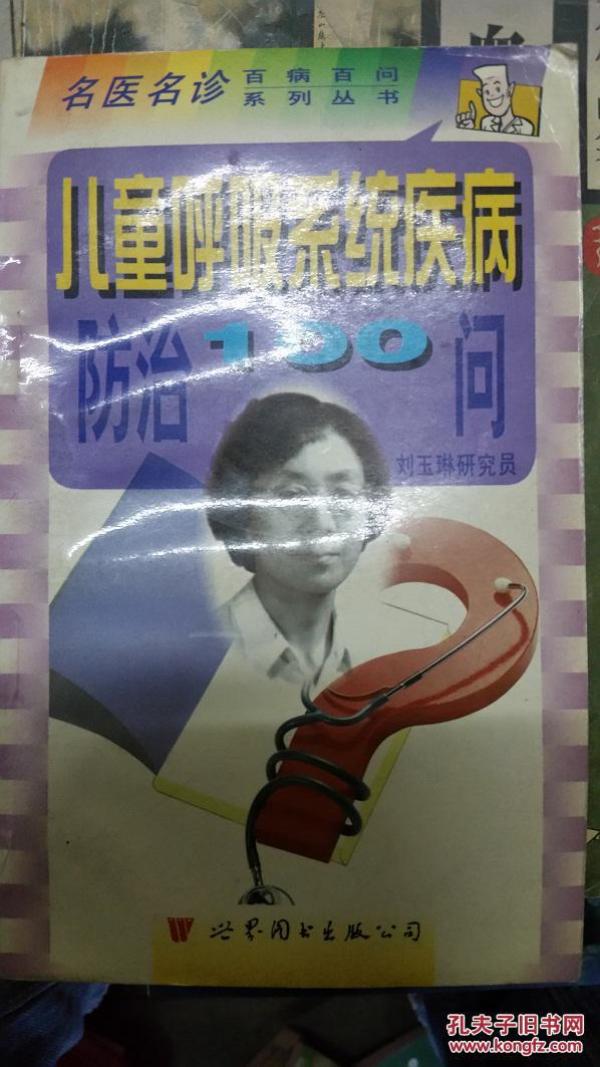 名医名诊
百病百问
系列丛书
儿童呼吸系统疾病
防治100问
刘玉琳研究员
W 世界图书出版公司
孔夫子旧书网
www.kongfz.com